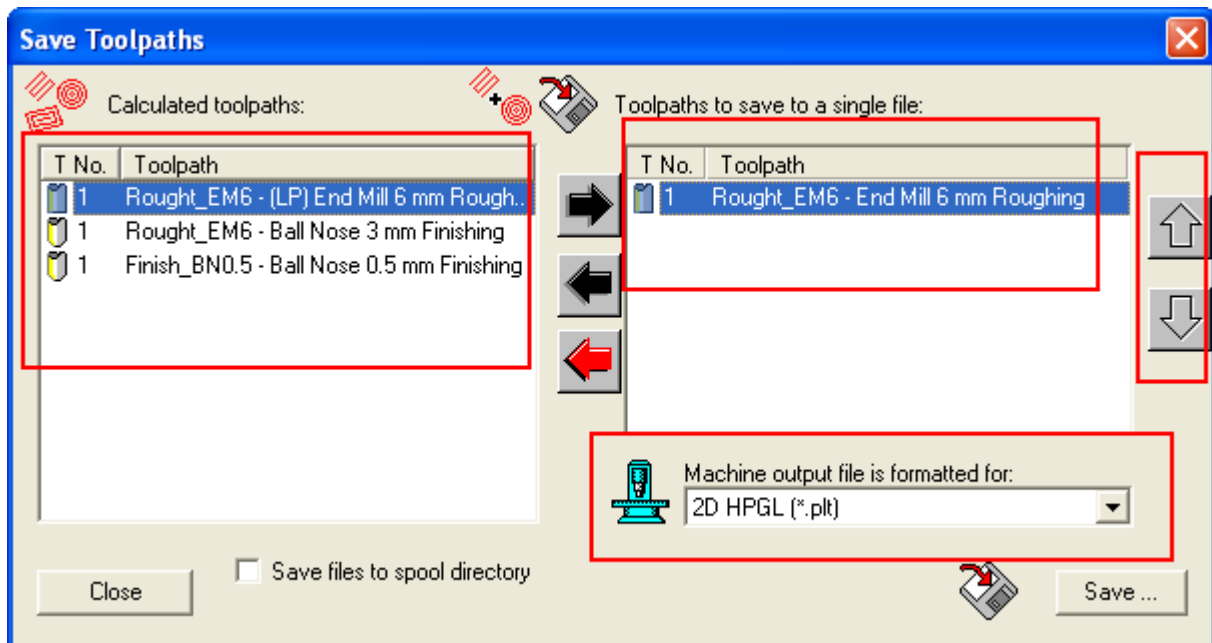 Save Toolpaths
Calculated toolpaths:
Toolpaths to save to a single file:
T No. Toolpath
1 Rought_EM6 - (LP) End Mill 6 mm Rough..
1 Rought_EM6 - Ball Nose 3 mm Finishing
1 Finish_BN0.5 - Ball Nose 0.5 mm Finishing
T No. Toolpath
1 Rought_EM6 - End Mill 6 mm Roughing
Machine output file is formatted for:
2D HPGL (*.plt)
Save files to spool directory
Close
Save ...